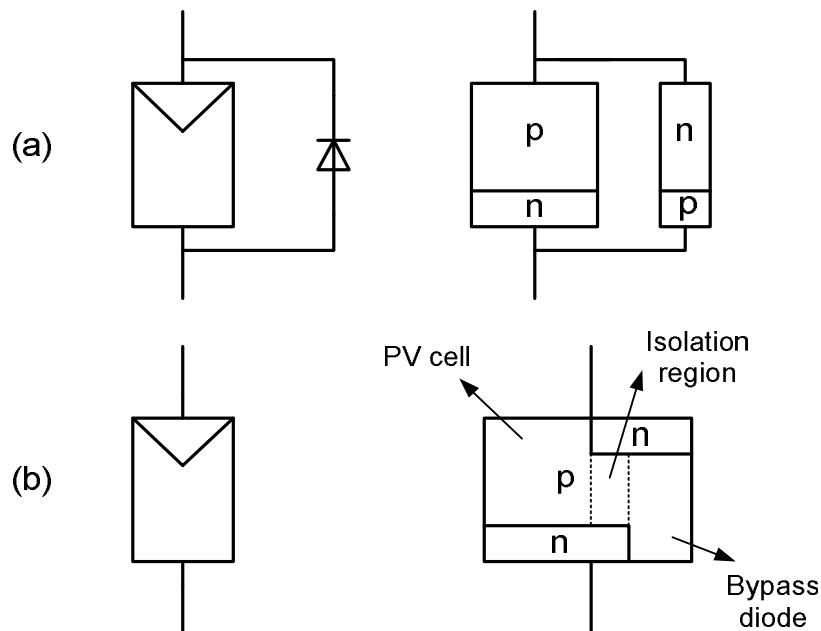 (a)
p
n
n
p
(b)
PV cell
Isolation
region
n
p
n
Bypass
diode